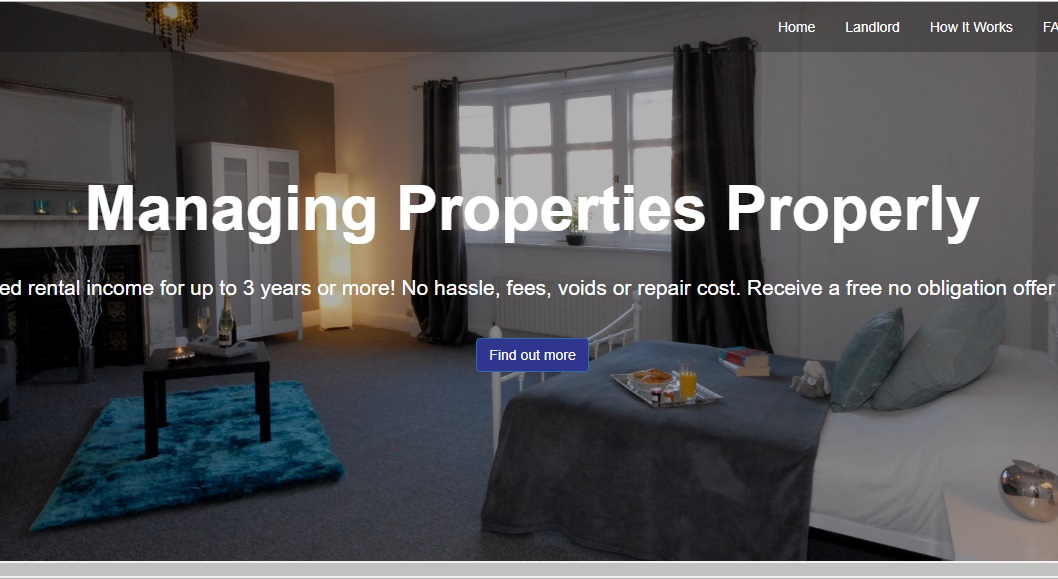 Home Landlord How It Works FA
Managing Properties Properly
ed rental income for up to 3 years or more! No hassle, fees, voids or repair cost. Receive a free no obligation offer
Find out more